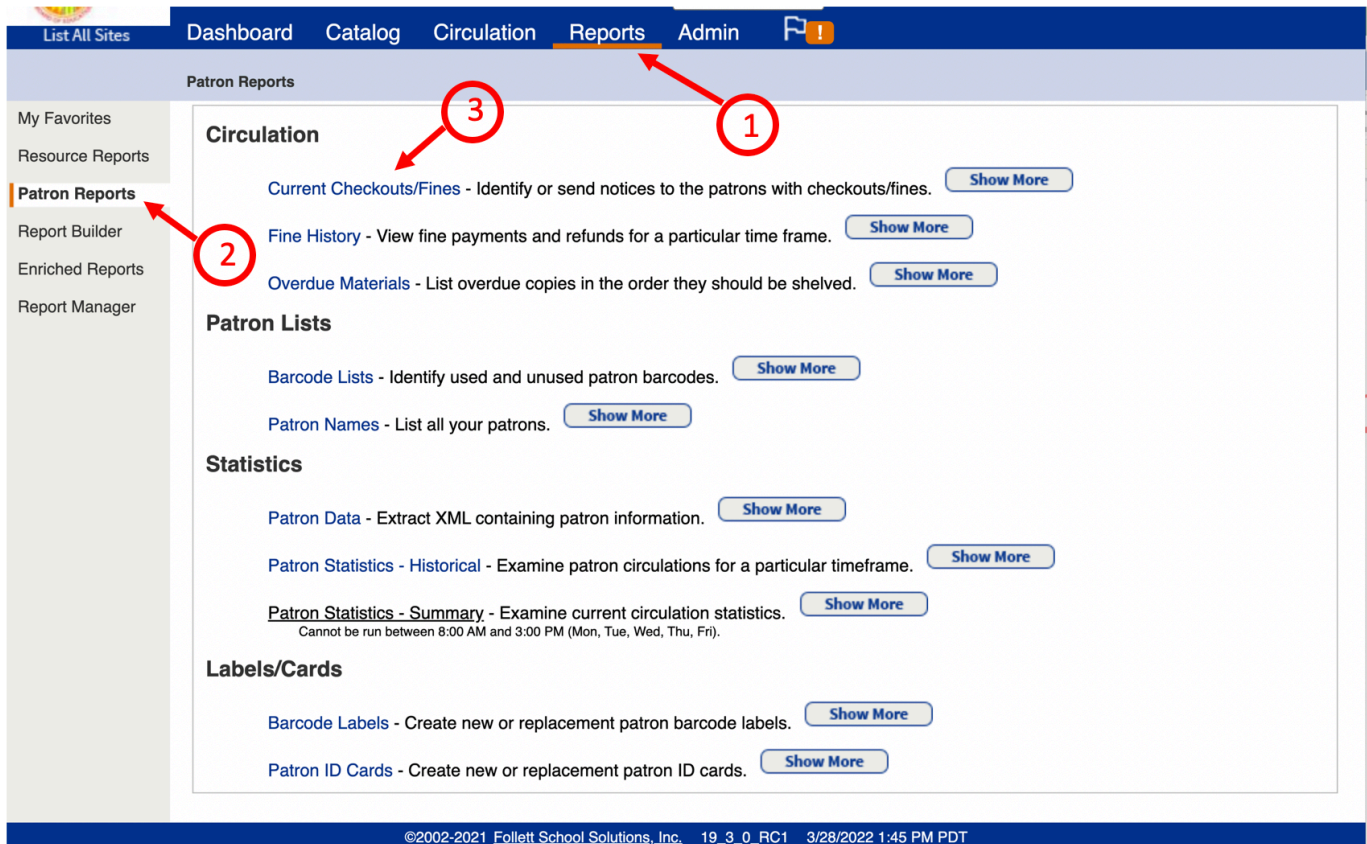 List All Sites
Dashboard Catalog Circulation Reports Admin !
Patron Reports
1
3
2
My Favorites
Resource Reports
Patron Reports
Report Builder
Enriched Reports
Report Manager
Circulation
Current Checkouts/Fines - Identify or send notices to the patrons with checkouts/fines. Show More
Fine History - View fine payments and refunds for a particular time frame. Show More
Overdue Materials - List overdue copies in the order they should be shelved. Show More
Patron Lists
Barcode Lists - Identify used and unused patron barcodes. Show More
Patron Names - List all your patrons. Show More
Statistics
Patron Data - Extract XML containing patron information. Show More
Patron Statistics - Historical - Examine patron circulations for a particular timeframe. Show More
Patron Statistics - Summary - Examine current circulation statistics. Show More
Cannot be run between 8:00 AM and 3:00 PM (Mon, Tue, Wed, Thu, Fri).
Labels/Cards
Barcode Labels - Create new or replacement patron barcode labels. Show More
Patron ID Cards - Create new or replacement patron ID cards. Show More
©2002-2021 Follett School Solutions, Inc. 19_3_0_RC1 3/28/2022 1:45 PM PDT